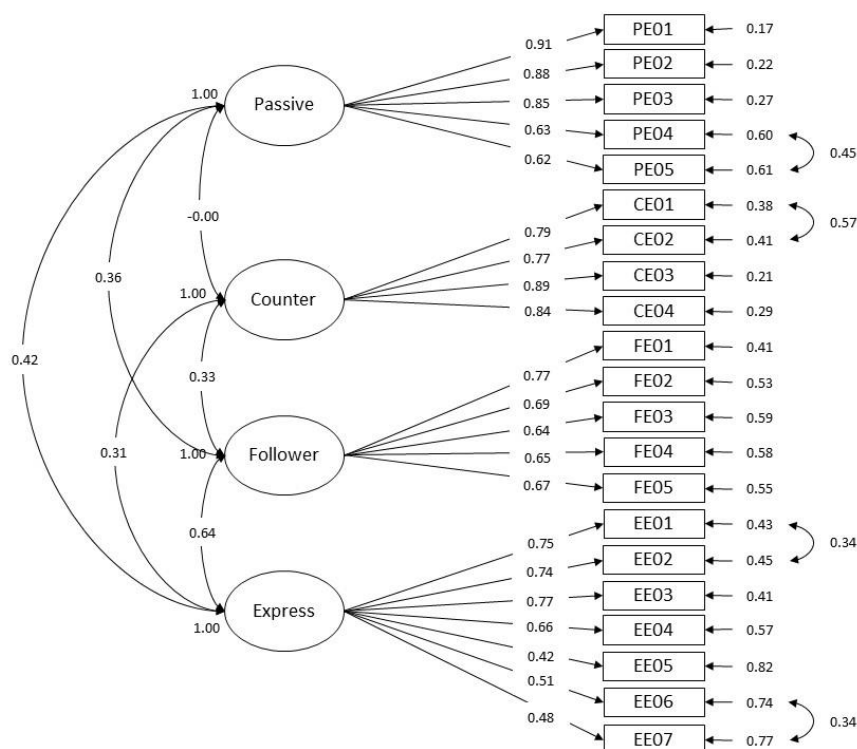 PE01
0.17
0.91
PE02
0.22
0.88
1.00
Passive
0.85
PE03
0.27
0.63
PE04
0.60
0.45
0.62
PE05
0.61
CE01
0.38
-0.00
0.57
0.79
CE02
0.41
0.77
0.36
CE03
0.21
1.00
Counter
0.89
0.84
CE04
0.29
FE01
0.41
0.42
0.33
0.77
FE02
0.53
0.69
FE03
0.59
0.64
0.31
1.00
Follower
0.65
FE04
0.58
0.67
FE05
0.55
EE01
0.43
0.64
0.34
0.75
EE02
0.45
0.74
EE03
0.41
0.77
Express
0.66
EE04
0.57
1.00
0.42
EE05
0.82
0.51
EE06
0.74
0.48
0.34
EE07
0.77